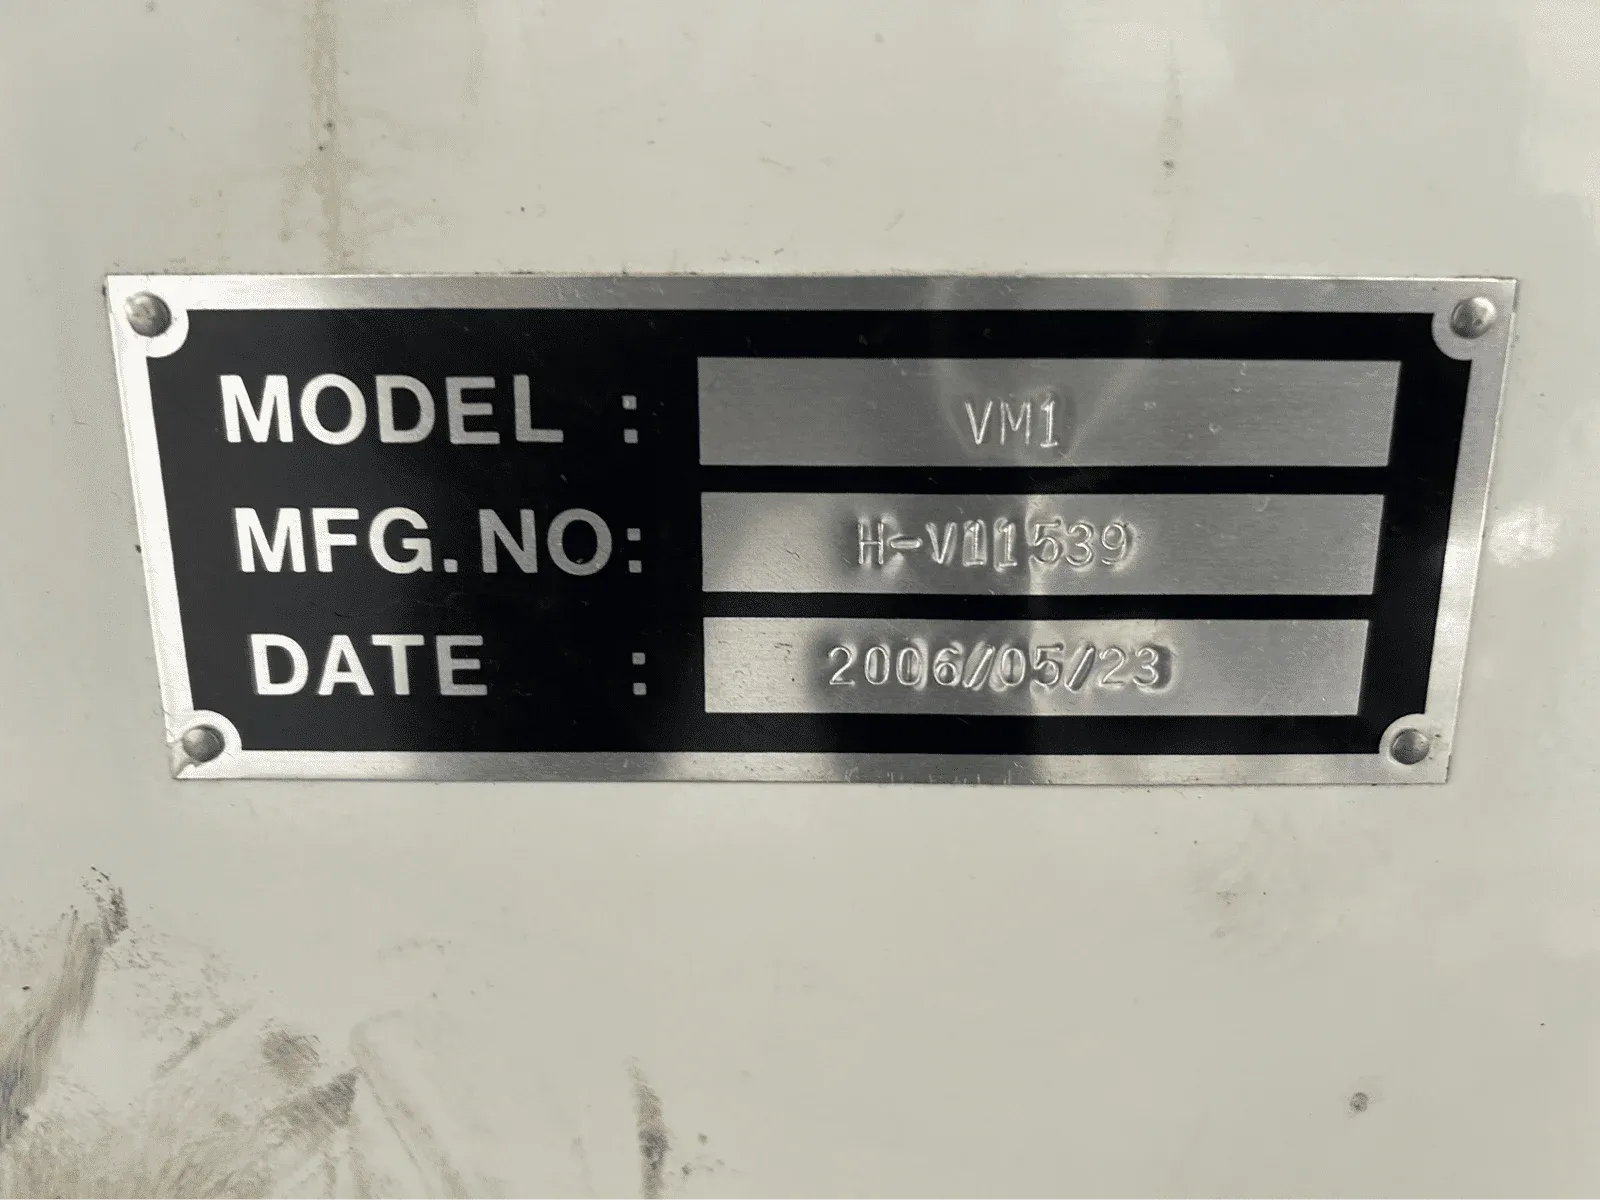 MODEL : VM1
MFG. NO: H-V11539
DATE : 2006/05/23